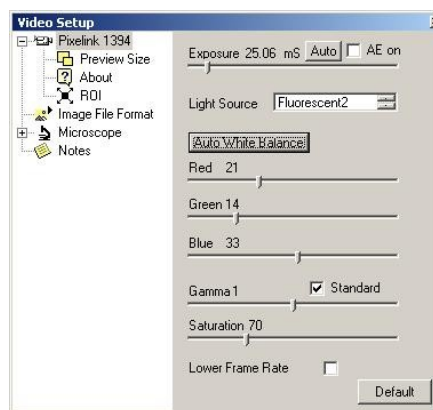 Video Setup
Pixelink 1394
Preview Size
About
ROI
Image File Format
Microscope
Notes
Exposure 25.06 mS Auto AE on
Light Source Fluorescent2
Auto White Balance
Red 21
Green 14
Blue 33
Gamma 1 Standard
Saturation 70
Lower Frame Rate
Default